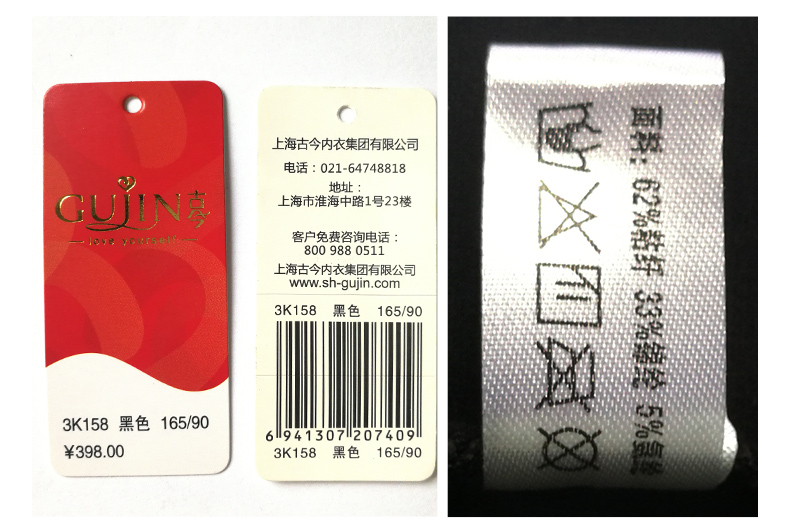 GUJIN古今
love yourself
3K158 黑色 165/90
¥398.00
上海古今内衣集团有限公司
电话：021-64748818
地址：
上海市淮海中路1号23楼
客户免费咨询电话：
800 988 0511
上海古今内衣集团有限公司
www.sh-gujin.com
3K158 黑色 165/90
6 941307 207409
3K158 黑色 165/90
面料：62%粘纤 33%锦纶 5%氨纶